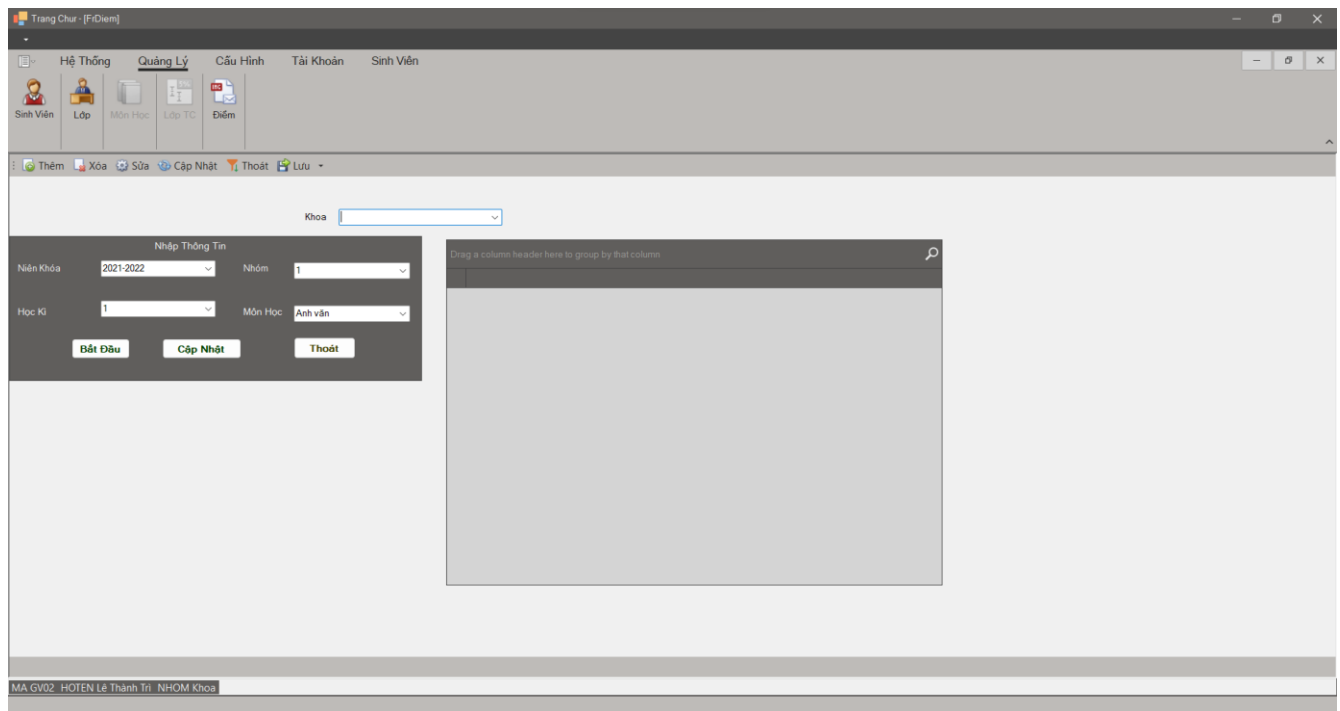 Trang Chur - [FrDiem]
Hệ Thống Quảng Lý Cấu Hình Tài Khoản Sinh Viên
Sinh Viên Lớp Môn Học Lớp TC Điểm
Thêm Xóa Sửa Cập Nhật Thoát Lưu
Khoa
Nhập Thông Tin
Niên Khóa 2021-2022 Nhóm 1
Học Kì 1 Môn Học Anh văn
Bắt Đầu Cập Nhật Thoát
Drag a column header here to group by that column
MA GV02 HOTEN Lê Thành Trì NHOM Khoa